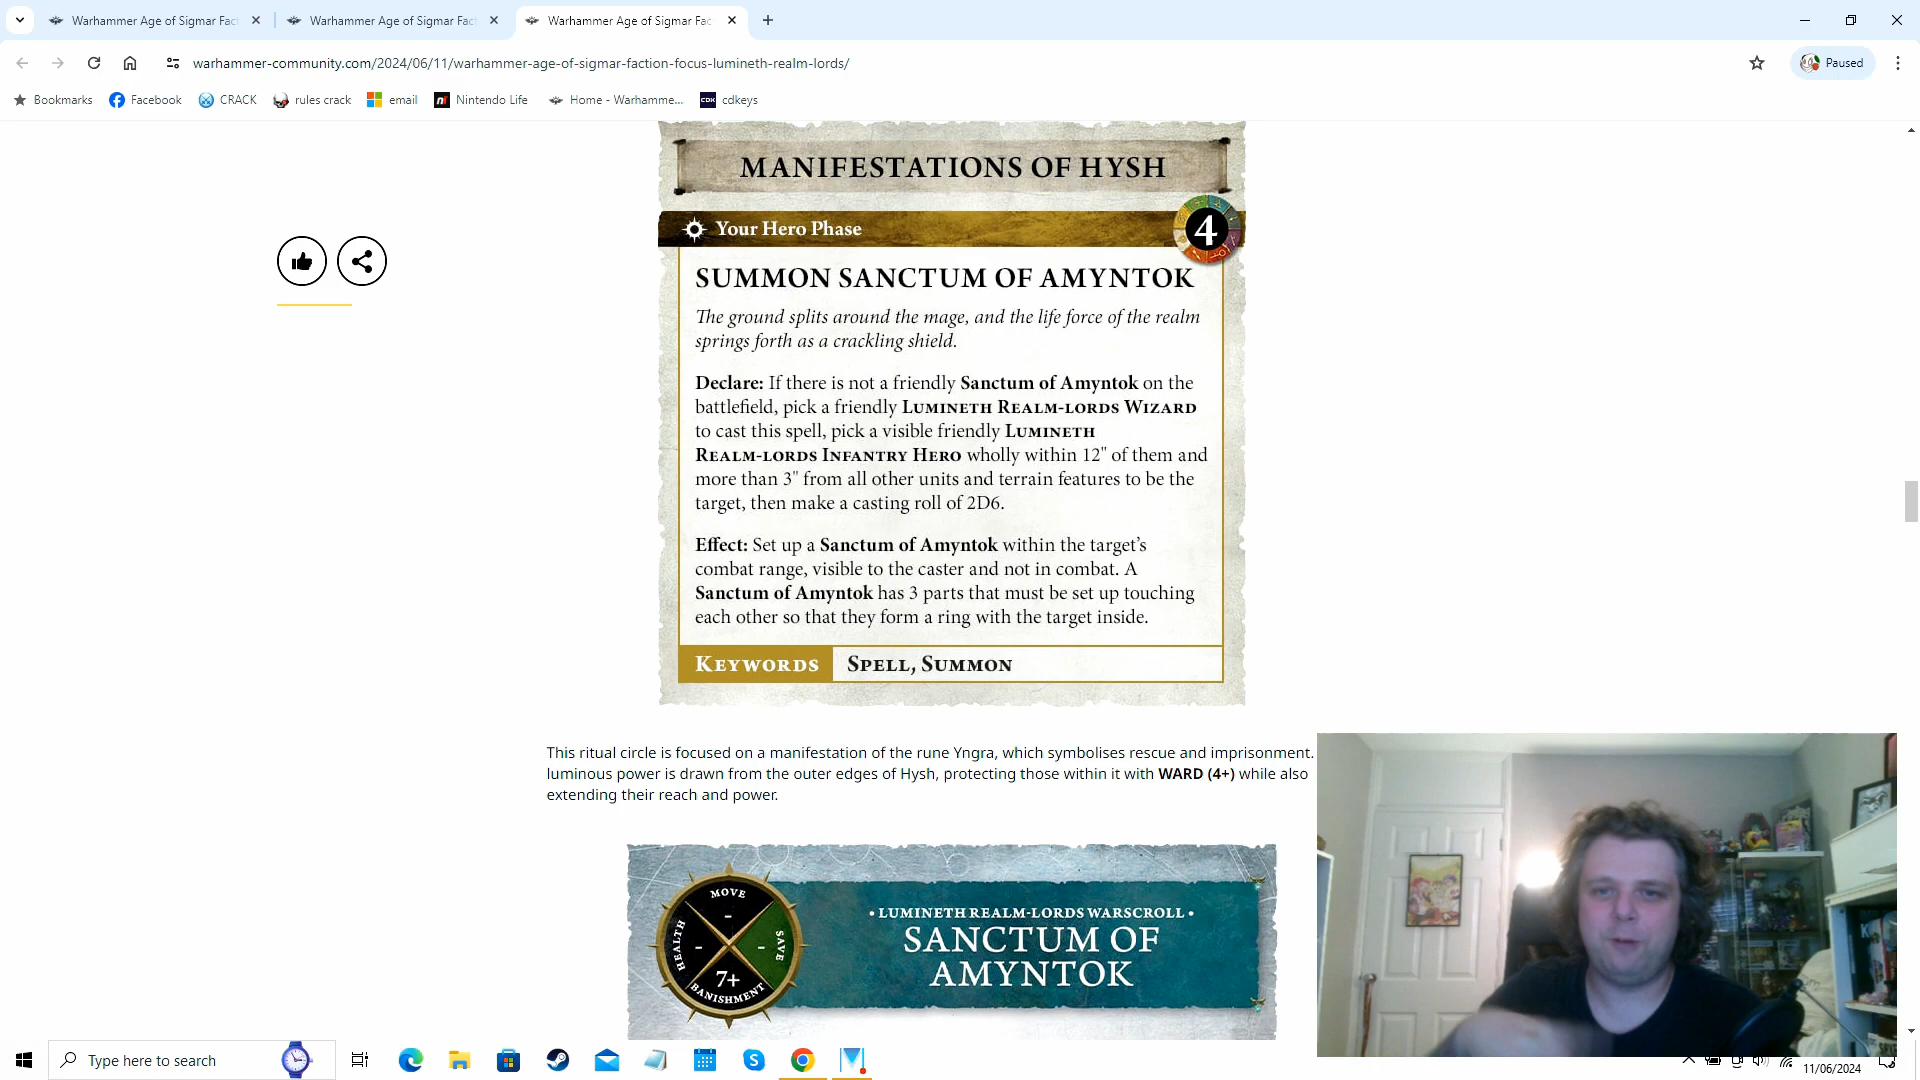 Warhammer Age of Sigmar Fac
Warhammer Age of Sigmar Fac
Warhammer Age of Sigmar Fac
warhammer-community.com/2024/06/11/warhammer-age-of-sigmar-faction-focus-lumineth-realm-lords/
Paused
Bookmarks
Facebook
CRACK
rules crack
email
Nintendo Life
Home - Warhamme...
CDK
cdkeys
MANIFESTATIONS OF HYSH
Your Hero Phase
4
SUMMON SANCTUM OF AMYNTOK
The ground splits around the mage, and the life force of the realm
springs forth as a crackling shield.
Declare: If there is not a friendly Sanctum of Amyntok on the
battlefield, pick a friendly LUMINETH REALM-LORDS WIZARD
to cast this spell, pick a visible friendly LUMINETH
REALM-LORDS INFANTRY HERO wholly within 12" of them and
more than 3" from all other units and terrain features to be the
target, then make a casting roll of 2D6.
Effect: Set up a Sanctum of Amyntok within the target's
combat range, visible to the caster and not in combat. A
Sanctum of Amyntok has 3 parts that must be set up touching
each other so that they form a ring with the target inside.
KEYWORDS SPELL, SUMMON
This ritual circle is focused on a manifestation of the rune Yngra, which symbolises rescue and imprisonment.
luminous power is drawn from the outer edges of Hysh, protecting those within it with WARD (4+) while also
extending their reach and power.
MOVE
-
HEALTH
-
-
SAVE
7+
BANISHMENT
• LUMINETH REALM-LORDS WARSCROLL •
SANCTUM OF
AMYNTOK
Type here to search
11/06/2024